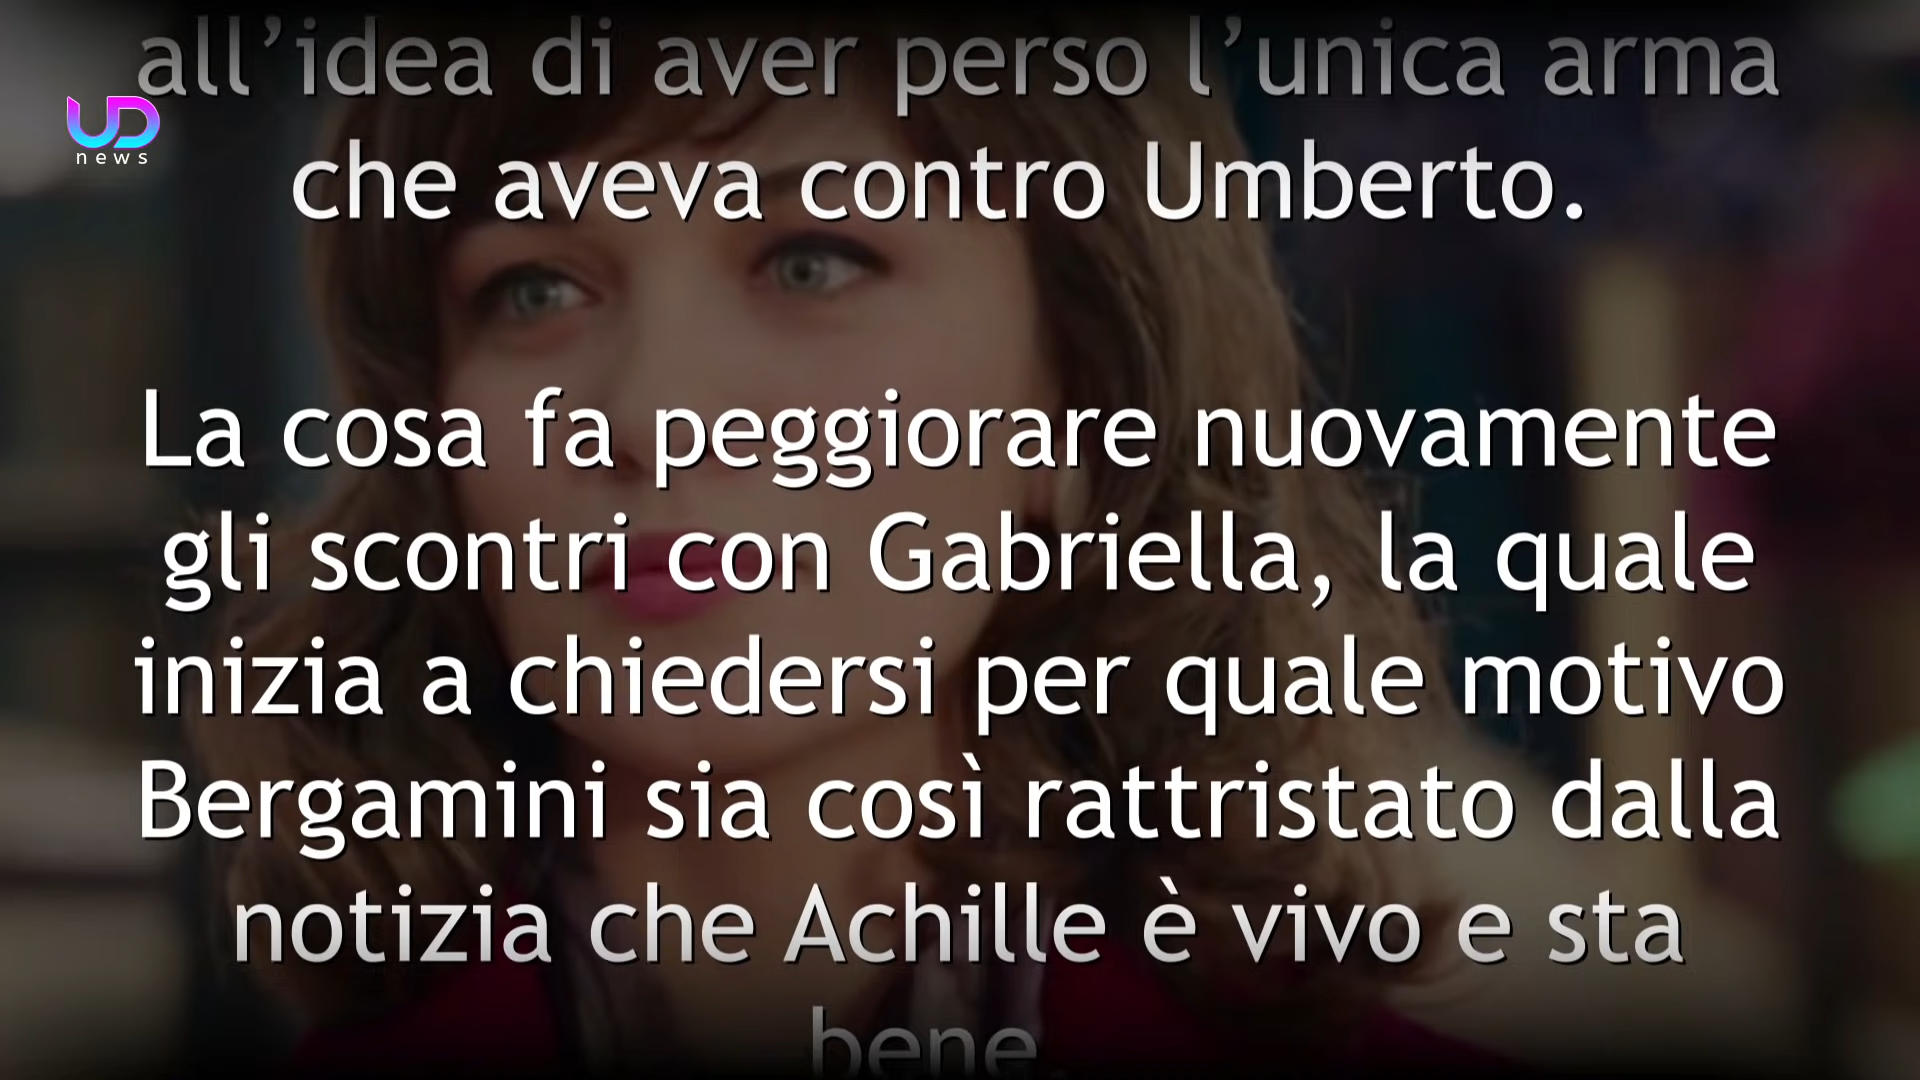 all’idea di aver perso l’unica arma
UD
news
che aveva contro Umberto.
La cosa fa peggiorare nuovamente
gli scontri con Gabriella, la quale
inizia a chiedersi per quale motivo
Bergamini sia così rattristato dalla
notizia che Achille è vivo e sta
bene.